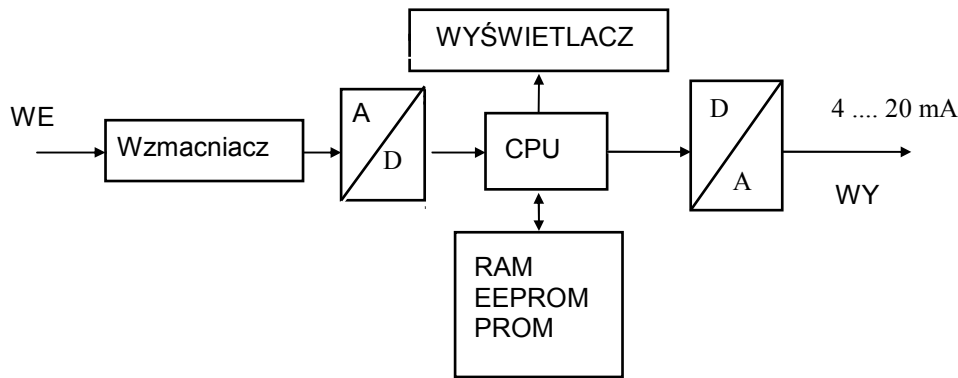 WYŚWIETLACZ
WE
Wzmacniacz
A
D
CPU
D
A
4 .... 20 mA
WY
RAM
EEPROM
PROM